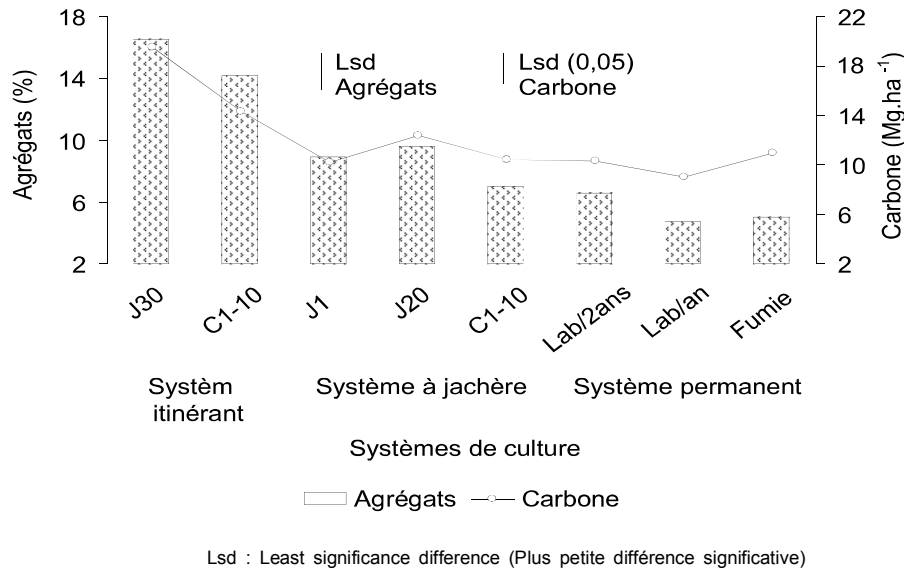 18
14
10
6
2
Agrégats (%)
22
18
14
10
6
2
Carbone (Mg.ha -1)
Lsd
Agrégats
Lsd (0,05)
Carbone
J30
C1-10
J1
J20
C1-10
Lab/2ans
Lab/an
Fumie
Systèm
itinérant
Système à jachère
Système permanent
Systèmes de culture
Agrégats
Carbone
Lsd : Least significance difference (Plus petite différence significative)